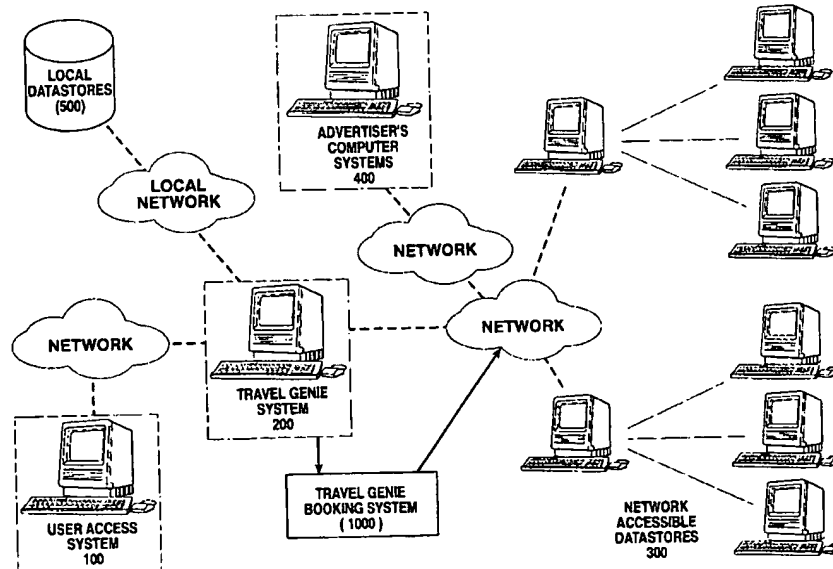 LOCAL
DATASTORES
(500)
ADVERTISER'S
COMPUTER
SYSTEMS
400
LOCAL
NETWORK
NETWORK
NETWORK
NETWORK
TRAVEL GENIE
SYSTEM
200
USER ACCESS
SYSTEM
100
TRAVEL GENIE
BOOKING SYSTEM
( 1000 )
NETWORK
ACCESSIBLE
DATASTORES
300